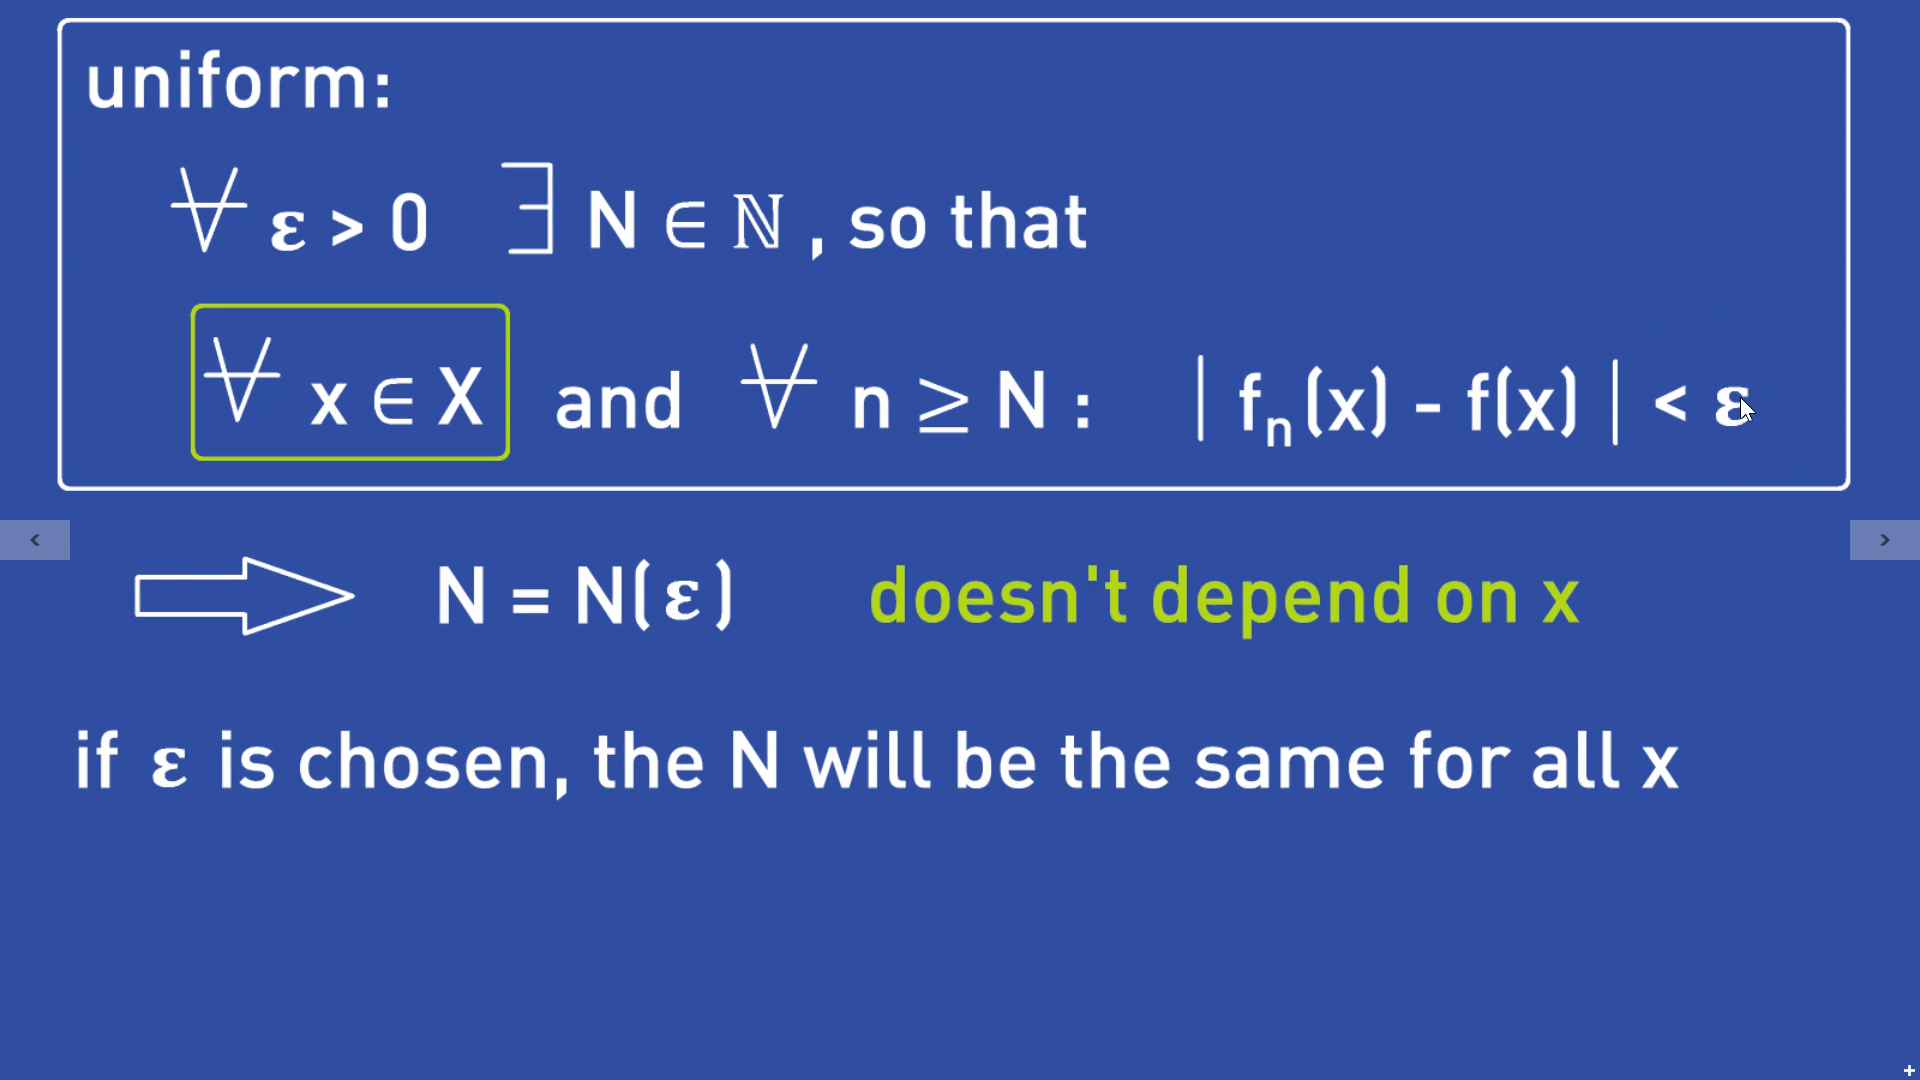 uniform:
∀ ε > 0 ∃ N ∈ ℕ , so that
∀ x ∈ X and ∀ n ≥ N : | fₙ(x) - f(x) | < ε
< >
N = N(ε) doesn't depend on x
if ε is chosen, the N will be the same for all x
+